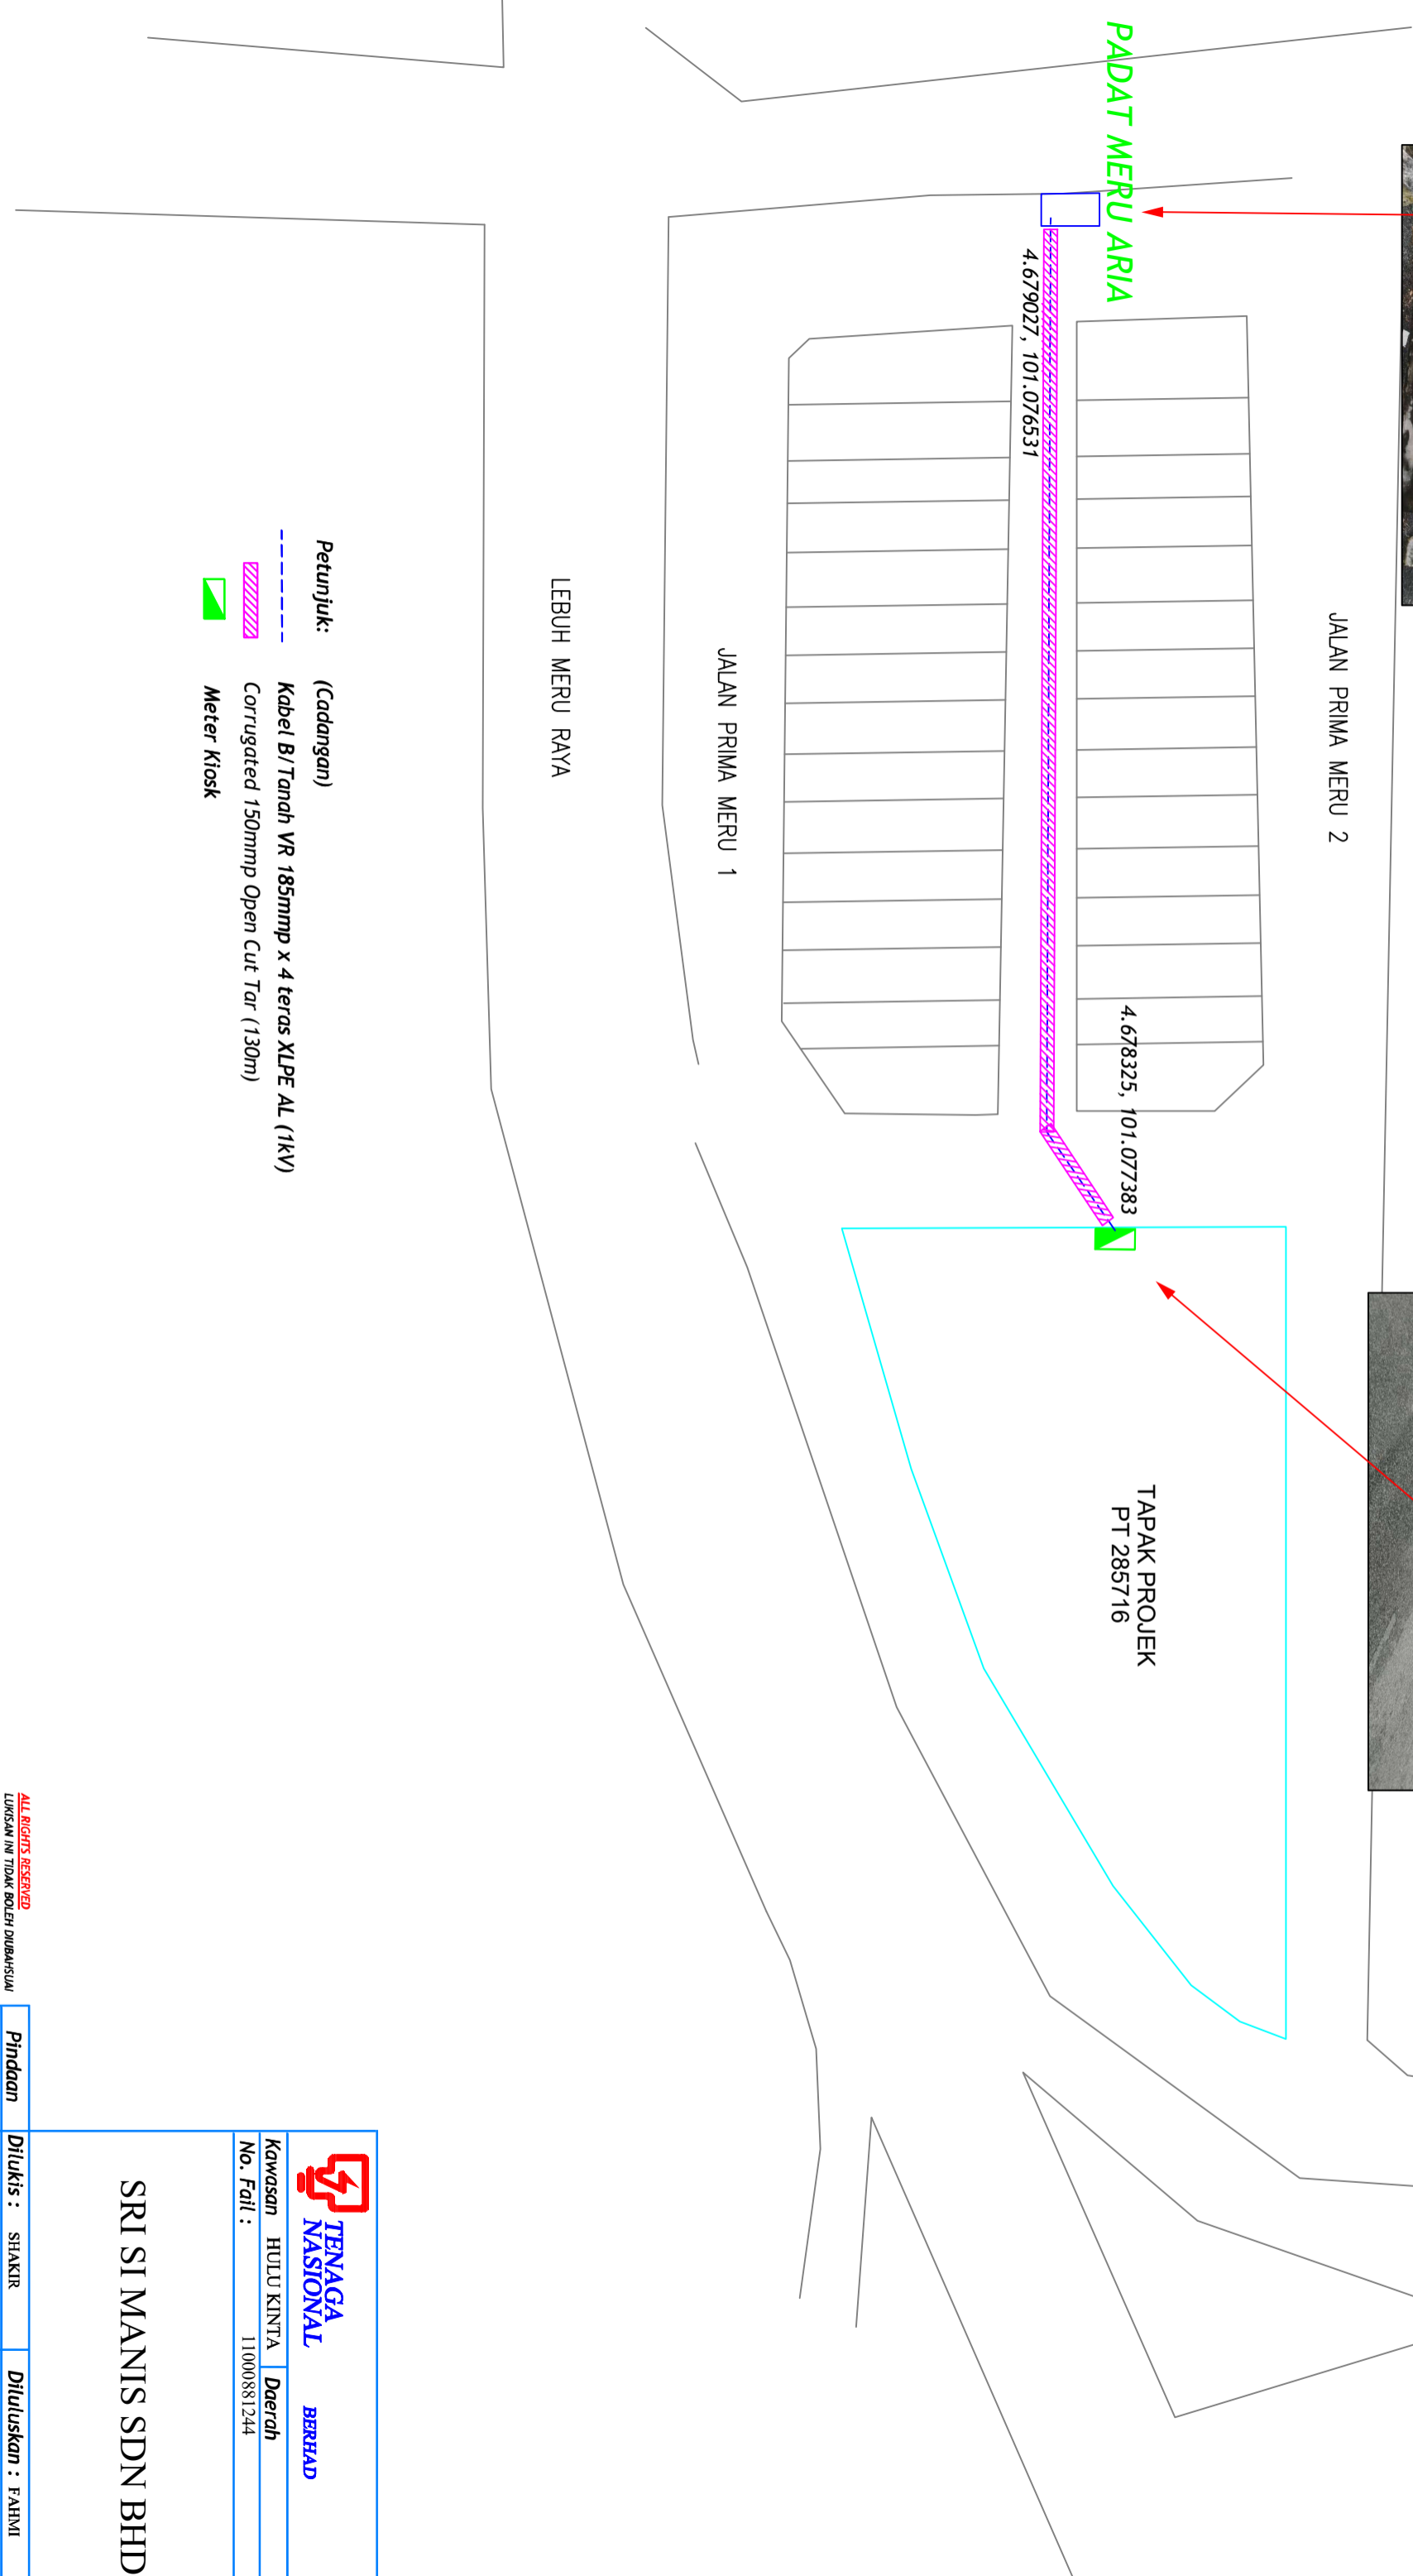 PADAT MERU ARIA
4.679027, 101.076531
JALAN PRIMA MERU 2
4.678325, 101.077383
JALAN PRIMA MERU 1
LEBUH MERU RAYA
TAPAK PROJEK
PT 285716
Petunjuk: (Cadangan)
Kabel B/Tanah VR 185mmp x 4 teras XLPE AL (1kV)
Corrugated 150mmp Open Cut Tar (130m)
Meter Kiosk
ALL RIGHTS RESERVED
LUKISAN INI TIDAK BOLEH DIUBAHSUAI
TENAGA
NASIONAL BERHAD
Kawasan HULU KINTA Daerah
No. Fail : 11000881244
SRI SI MANIS SDN BHD
Pindaan Dilukis : SHAKIR Diluluskan : FAHMI